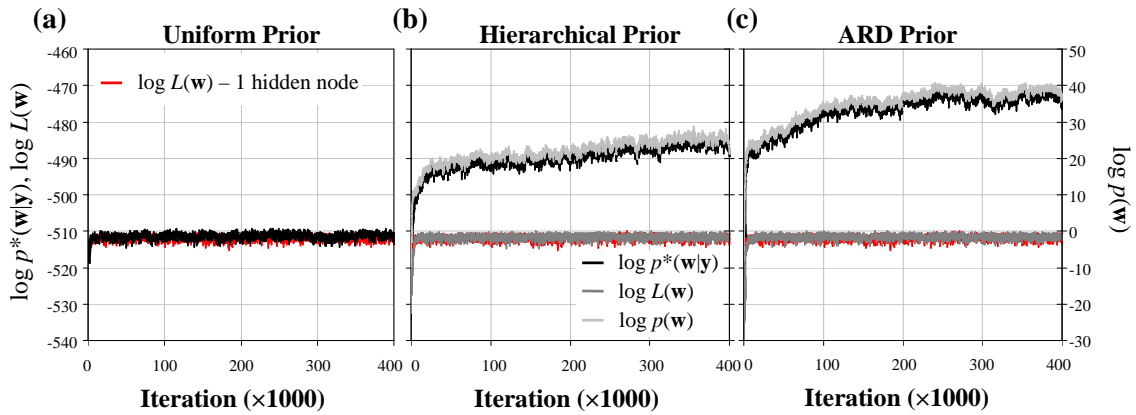 (a) (b) (c)
Uniform Prior Hierarchical Prior ARD Prior
log p*(w|y), log L(w)
-460
-470
-480
-490
-500
-510
-520
-530
-540
log L(w) – 1 hidden node
log p*(w|y)
log L(w)
log p(w)
50
40
30
20
10
0
-10
-20
-30
log p(w)
0 100 200 300 400 0 100 200 300 400 0 100 200 300 400
Iteration (×1000) Iteration (×1000) Iteration (×1000)